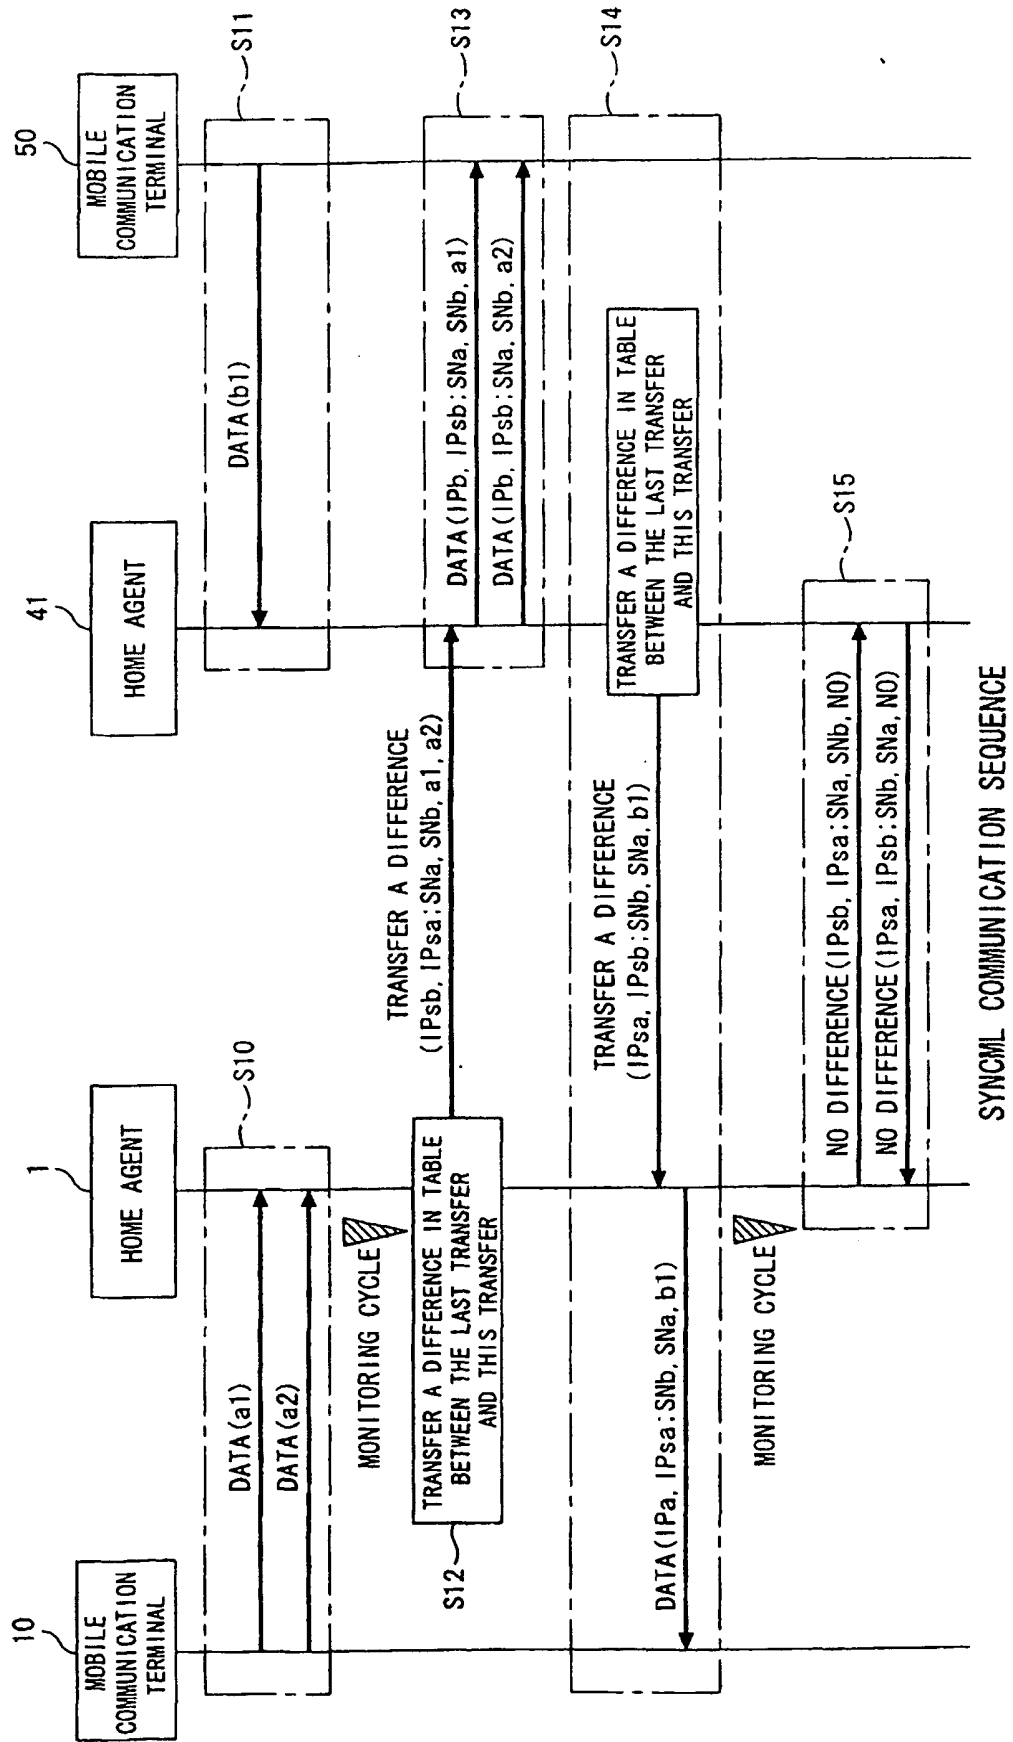 10
MOBILE
COMMUNICATION
TERMINAL
1
HOME AGENT
41
HOME AGENT
50
MOBILE
COMMUNICATION
TERMINAL
S10
DATA(a1)
DATA(a2)
S11
DATA(b1)
MONITORING CYCLE
S12
TRANSFER A DIFFERENCE IN TABLE
BETWEEN THE LAST TRANSFER
AND THIS TRANSFER
TRANSFER A DIFFERENCE
(IPsb, IPsa:SNa, SNb, a1, a2)
S13
DATA(IPb, IPsb:SNa, SNb, a1)
DATA(IPb, IPsb:SNa, SNb, a2)
S14
TRANSFER A DIFFERENCE IN TABLE
BETWEEN THE LAST TRANSFER
AND THIS TRANSFER
TRANSFER A DIFFERENCE
(IPsa, IPsb:SNb, SNa, b1)
DATA(IPa, IPsa:SNb, SNa, b1)
MONITORING CYCLE
S15
NO DIFFERENCE(IPsb, IPsa:SNa, SNb, NO)
NO DIFFERENCE(IPsa, IPsb:SNb, SNa, NO)
SYNCML COMMUNICATION SEQUENCE